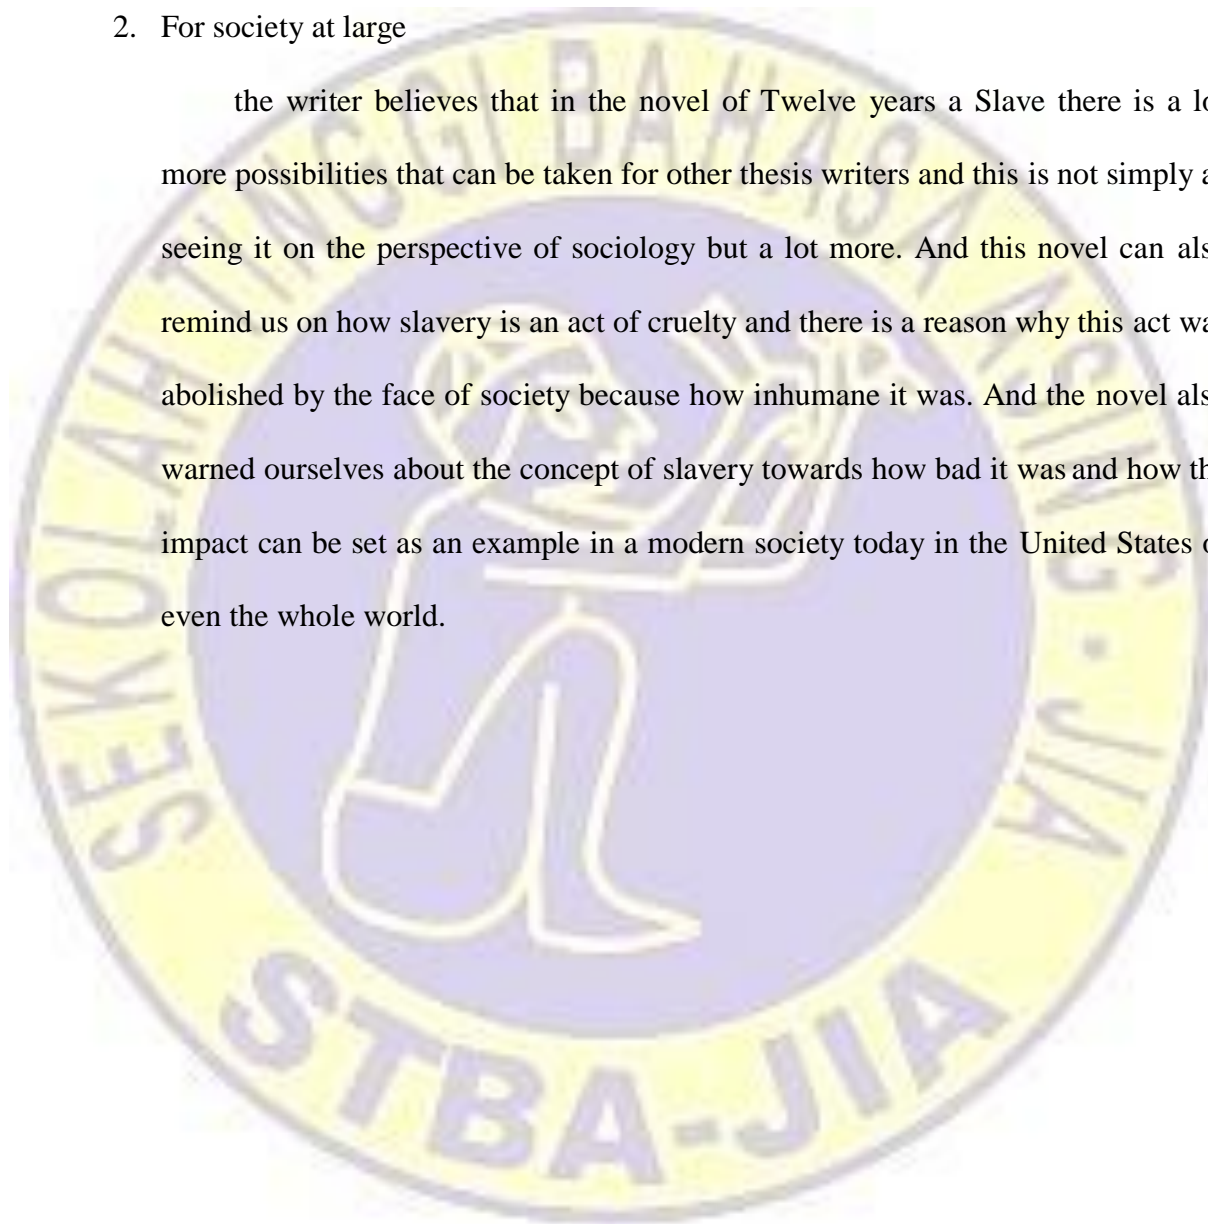 2. For society at large
the writer believes that in the novel of Twelve years a Slave there is a lo
more possibilities that can be taken for other thesis writers and this is not simply a
seeing it on the perspective of sociology but a lot more. And this novel can als
remind us on how slavery is an act of cruelty and there is a reason why this act wa
abolished by the face of society because how inhumane it was. And the novel als
warned ourselves about the concept of slavery towards how bad it was and how th
impact can be set as an example in a modern society today in the United States o
even the whole world.
SEKOLAH TINGGI BAHASA ASING · JIA
STBA-JIA